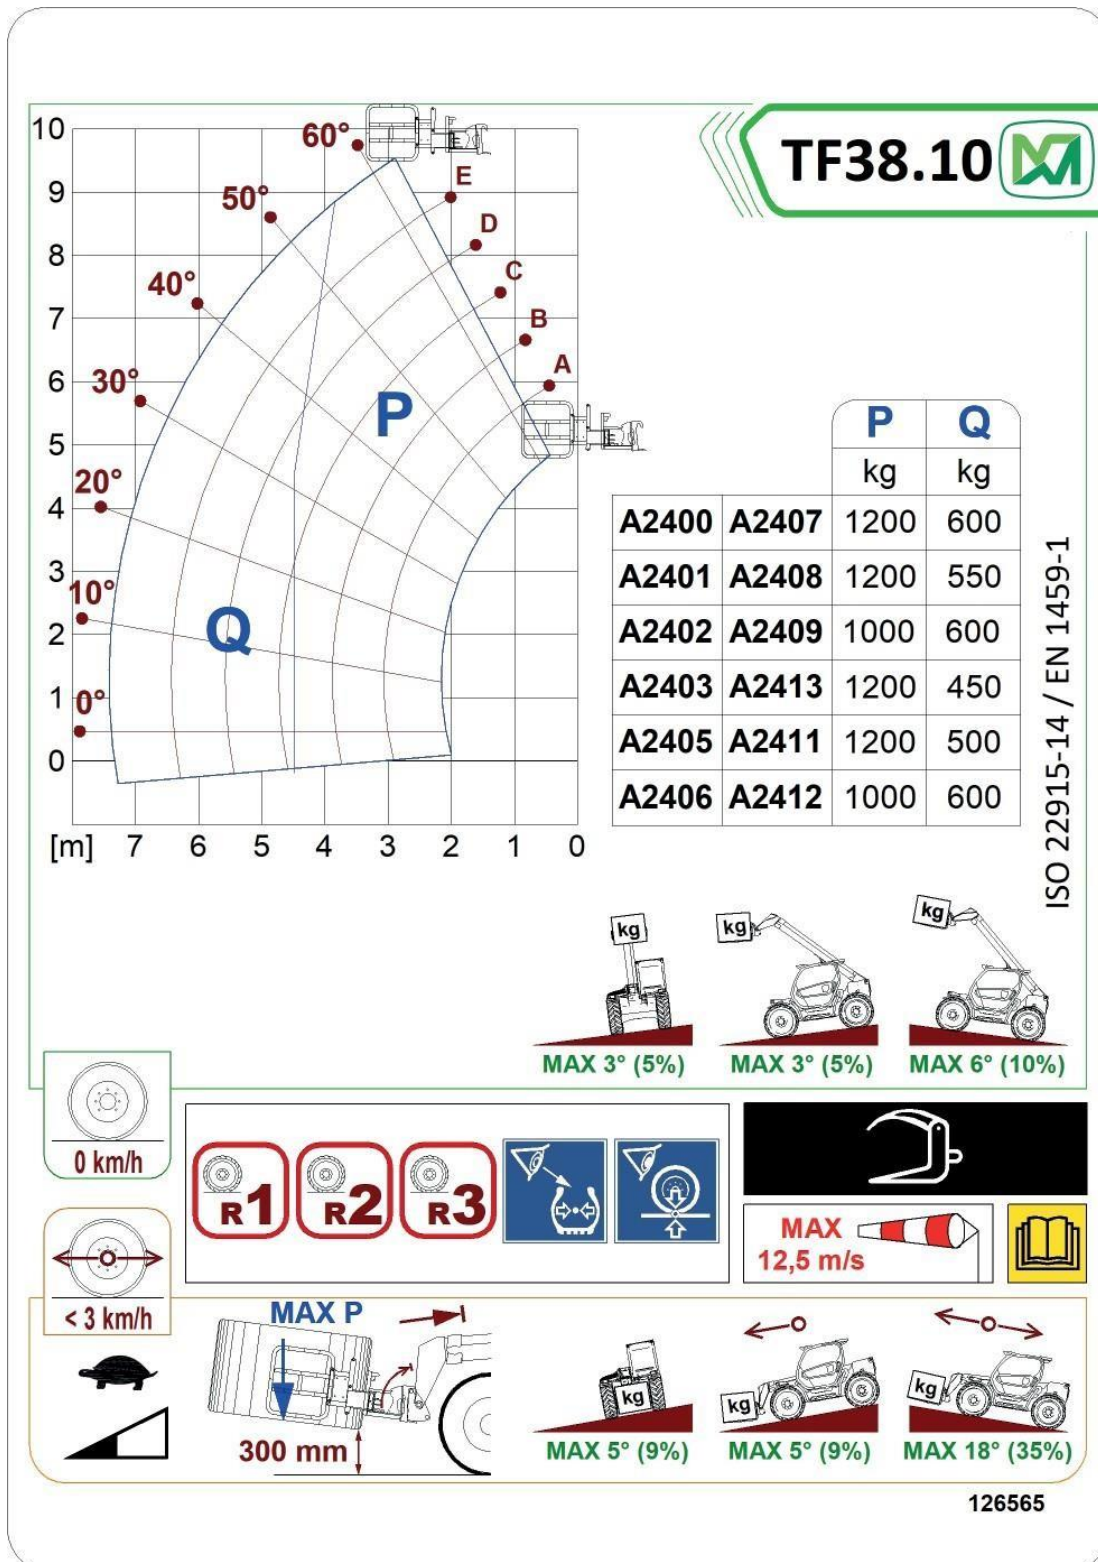 TF38.10
10
9
8
7
6
5
4
3
2
1
0
[m] 7 6 5 4 3 2 1 0
60°
50°
40°
30°
20°
10°
0°
E
D
C
B
A
P
Q
P Q
kg kg
A2400 A2407 1200 600
A2401 A2408 1200 550
A2402 A2409 1000 600
A2403 A2413 1200 450
A2405 A2411 1200 500
A2406 A2412 1000 600
ISO 22915-14 / EN 1459-1
kg
kg
kg
MAX 3° (5%)
MAX 3° (5%)
MAX 6° (10%)
0 km/h
R1
R2
R3
MAX
12,5 m/s
< 3 km/h
MAX P
300 mm
kg
kg
kg
MAX 5° (9%)
MAX 5° (9%)
MAX 18° (35%)
126565